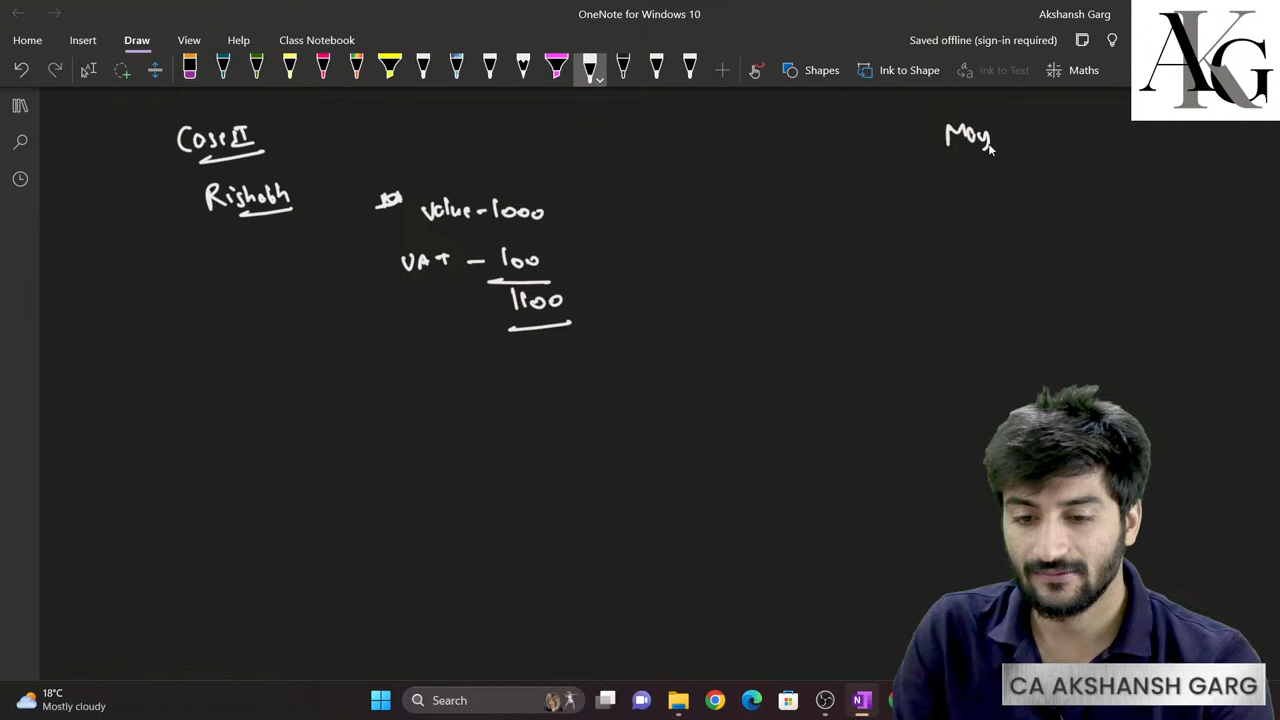 OneNote for Windows 10
Akshansh Garg
Home Insert Draw View Help Class Notebook
Saved offline (sign-in required)
Shapes Ink to Shape Ink to Text Maths
AKG
Case II
May
Rishabh
Value - 1000
VAT - 100
1100
CA AKSHANSH GARG
18°C
Mostly cloudy
Search